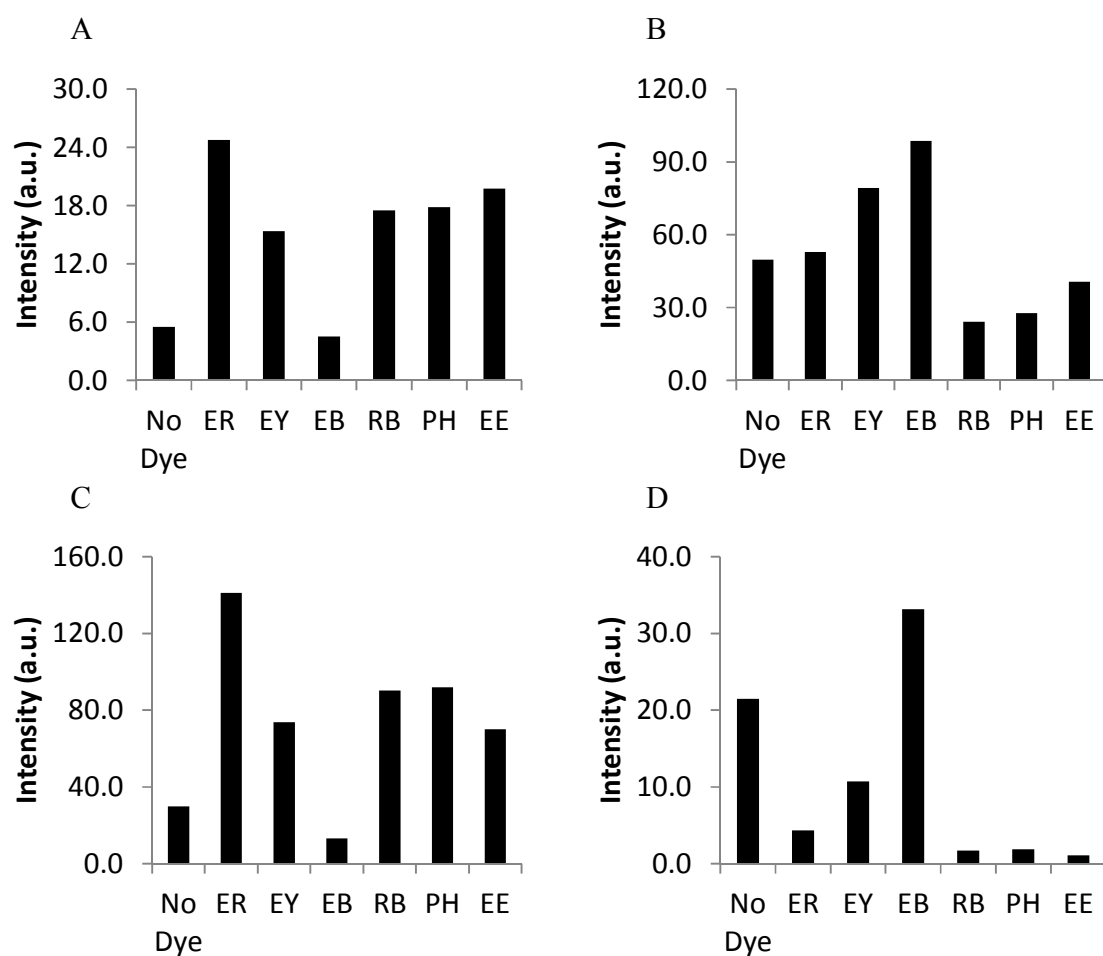 A
Intensity (a.u.)
30.0
24.0
18.0
12.0
6.0
0.0
No Dye ER EY EB RB PH EE
B
Intensity (a.u.)
120.0
90.0
60.0
30.0
0.0
No Dye ER EY EB RB PH EE
C
Intensity (a.u.)
160.0
120.0
80.0
40.0
0.0
No Dye ER EY EB RB PH EE
D
Intensity (a.u.)
40.0
30.0
20.0
10.0
0.0
No Dye ER EY EB RB PH EE